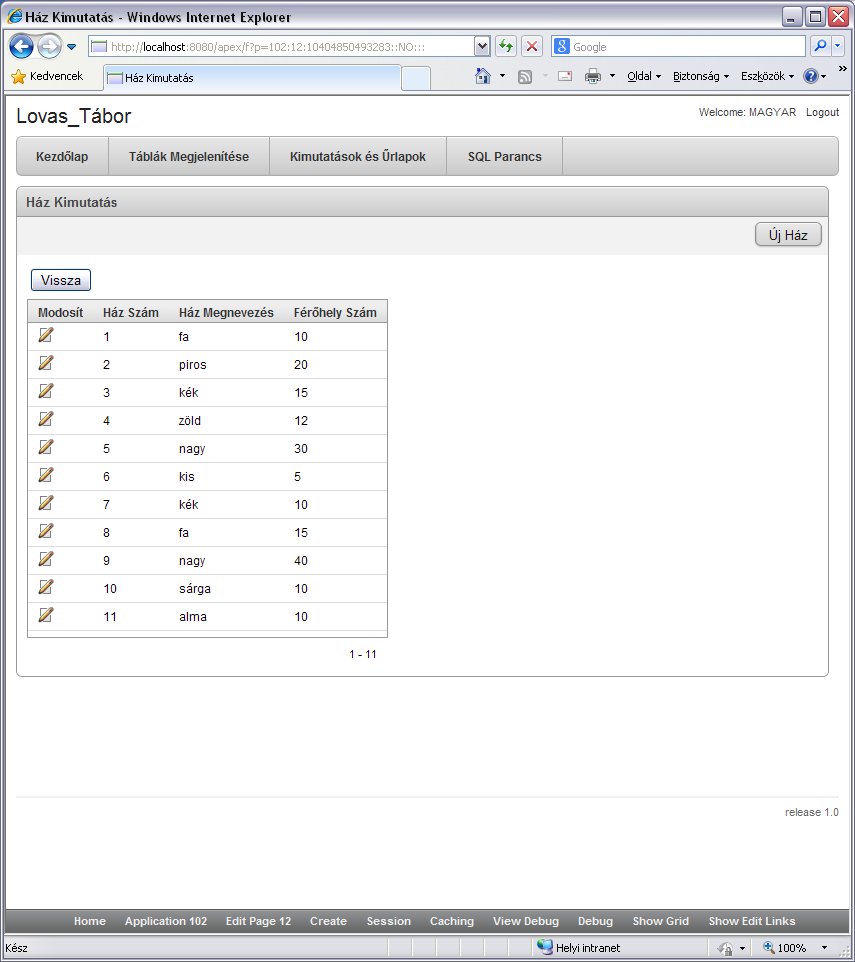 Ház Kimutatás - Windows Internet Explorer
http://localhost:8080/apex/f?p=102:12:10404850493283::NO:::
Google
Kedvencek
Ház Kimutatás
Oldal
Biztonság
Eszközök
»
Lovas_Tábor
Welcome: MAGYAR Logout
Kezdőlap Táblák Megjelenítése Kimutatások és Űrlapok SQL Parancs
Ház Kimutatás
Új Ház
Vissza
Modosít Ház Szám Ház Megnevezés Férőhely Szám
1 fa 10
2 piros 20
3 kék 15
4 zöld 12
5 nagy 30
6 kis 5
7 kék 10
8 fa 15
9 nagy 40
10 sárga 10
11 alma 10
1 - 11
release 1.0
Home Application 102 Edit Page 12 Create Session Caching View Debug Debug Show Grid Show Edit Links
Kész Helyi intranet 100%